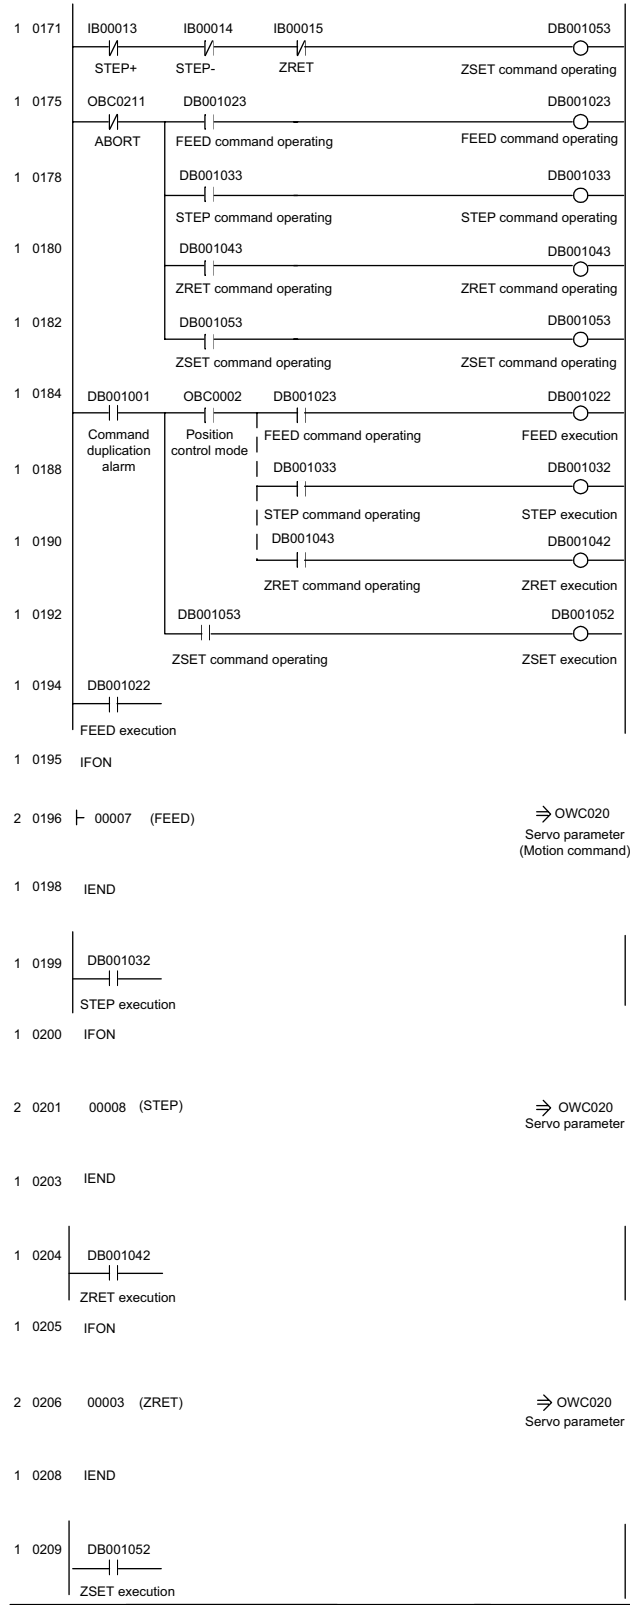 1 0171 IB00013 IB00014 IB00015 DB001053
STEP+ STEP- ZRET ZSET command operating
1 0175 OBC0211 DB001023 DB001023
ABORT FEED command operating FEED command operating
1 0178 DB001033 DB001033
STEP command operating STEP command operating
1 0180 DB001043 DB001043
ZRET command operating ZRET command operating
1 0182 DB001053 DB001053
ZSET command operating ZSET command operating
1 0184 DB001001 OBC0002 DB001023 DB001022
Command Position FEED command operating FEED execution
duplication control mode
alarm
1 0188 DB001033 DB001032
STEP command operating STEP execution
1 0190 DB001043 DB001042
ZRET command operating ZRET execution
1 0192 DB001053 DB001052
ZSET command operating ZSET execution
1 0194 DB001022
FEED execution
1 0195 IFON
2 0196 ├ 00007 (FEED) ⇒ OWC020
Servo parameter
(Motion command)
1 0198 IEND
1 0199 DB001032
STEP execution
1 0200 IFON
2 0201 00008 (STEP) ⇒ OWC020
Servo parameter
1 0203 IEND
1 0204 DB001042
ZRET execution
1 0205 IFON
2 0206 00003 (ZRET) ⇒ OWC020
Servo parameter
1 0208 IEND
1 0209 DB001052
ZSET execution